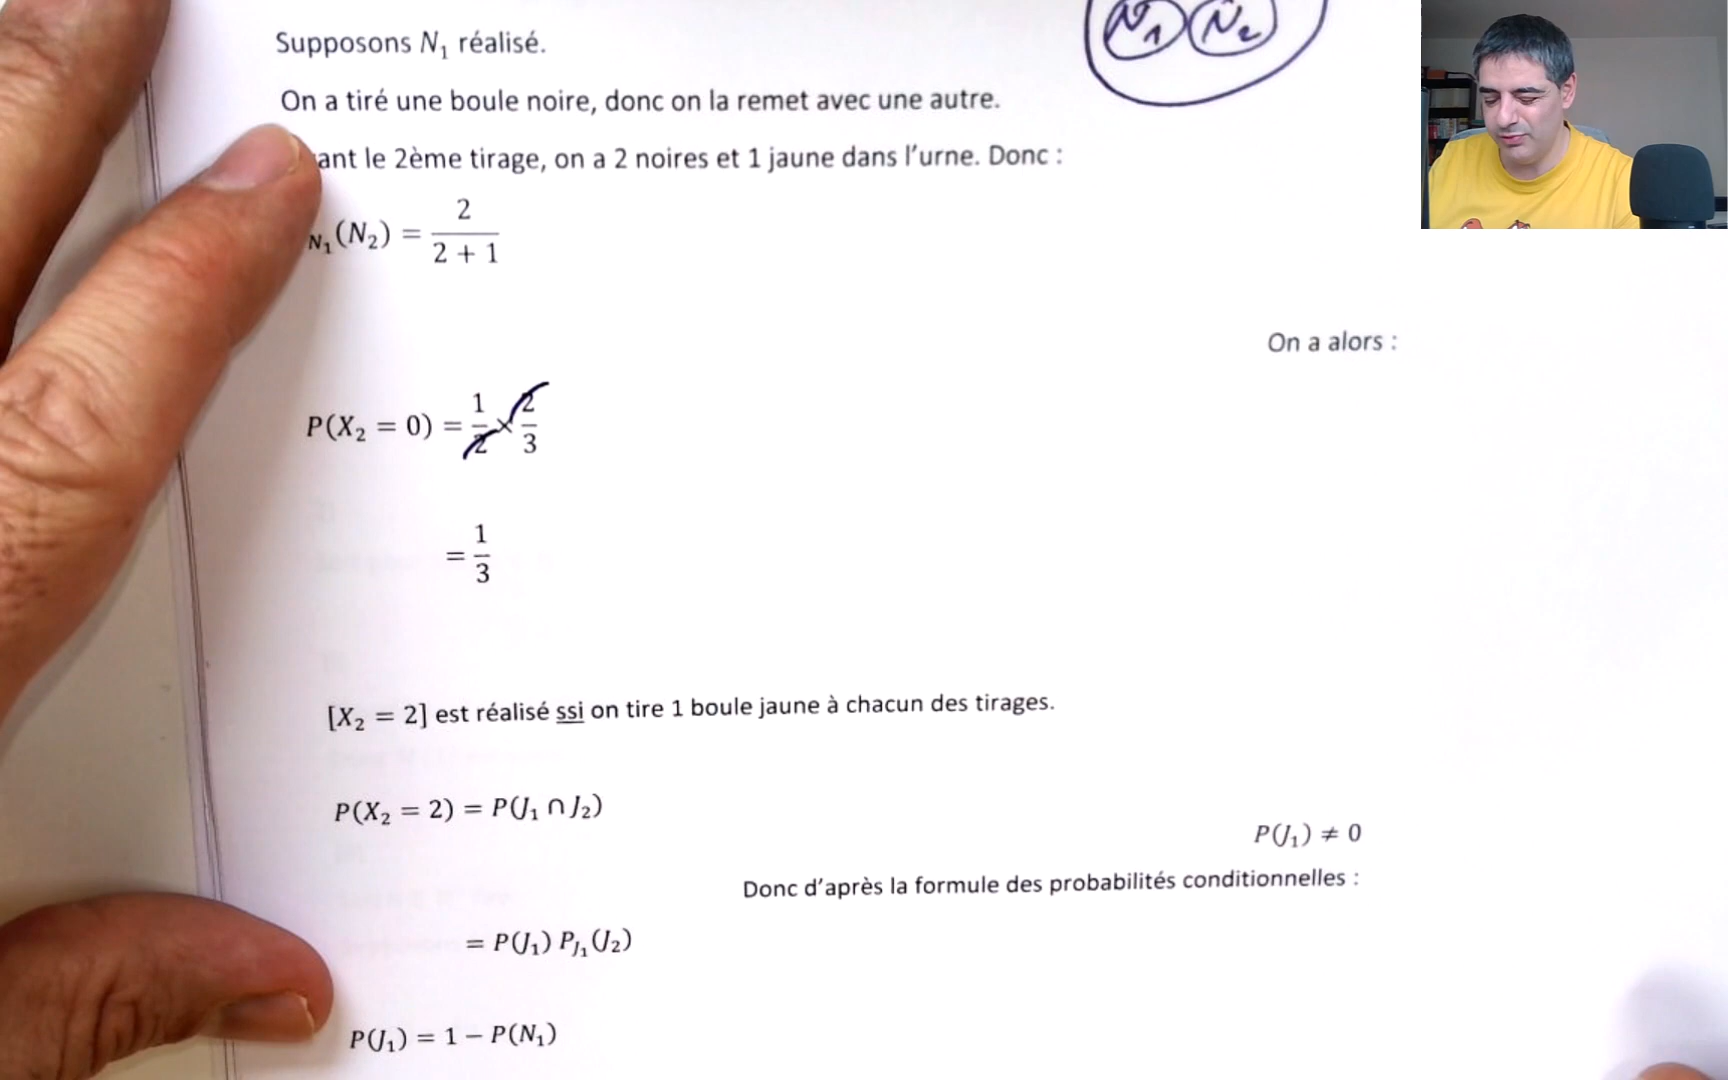 N₁ N₂
Supposons N₁ réalisé.
On a tiré une boule noire, donc on la remet avec une autre.
ant le 2ème tirage, on a 2 noires et 1 jaune dans l'urne. Donc :
N₁(N₂) = 2/(2 + 1)
On a alors :
P(X₂ = 0) = 1/2 × 2/3
= 1/3
[X₂ = 2] est réalisé ssi on tire 1 boule jaune à chacun des tirages.
P(X₂ = 2) = P(J₁ ∩ J₂)
P(J₁) ≠ 0
Donc d'après la formule des probabilités conditionnelles :
= P(J₁) P_J₁(J₂)
P(J₁) = 1 − P(N₁)